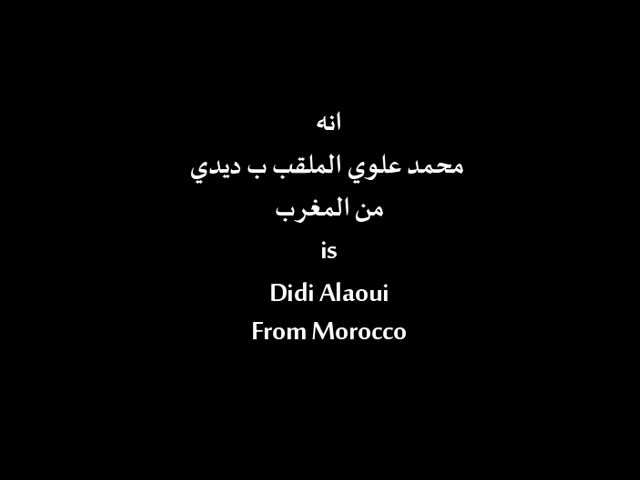 انه
محمد علوي الملقب ب ديدي
من المغرب
is
Didi Alaoui
From Morocco